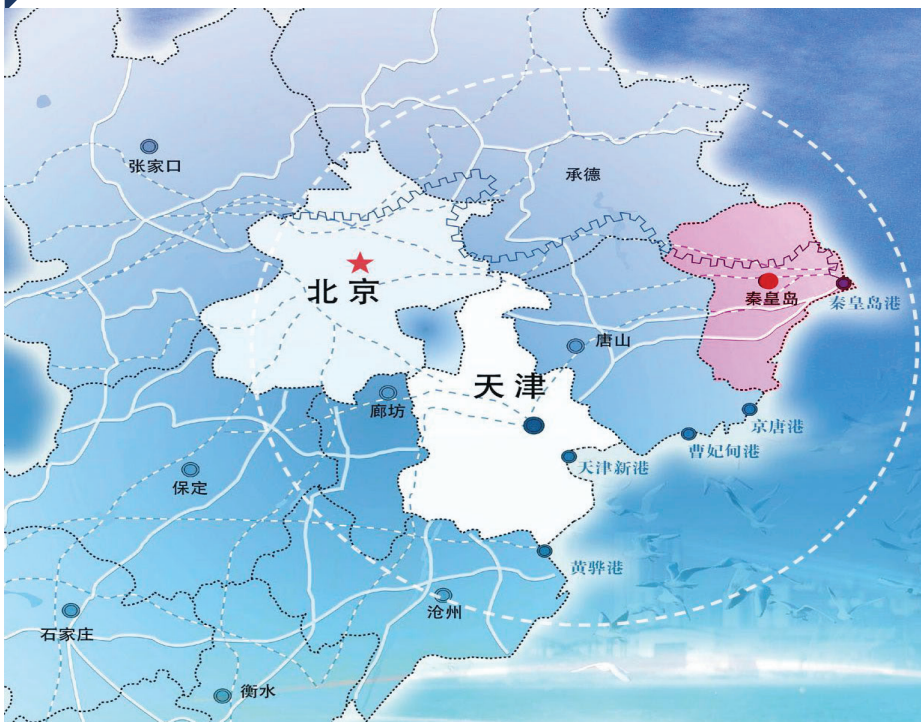 张家口
承德
北京
秦皇岛
秦皇岛港
唐山
天津
廊坊
京唐港
曹妃甸港
天津新港
保定
黄骅港
沧州
石家庄
衡水